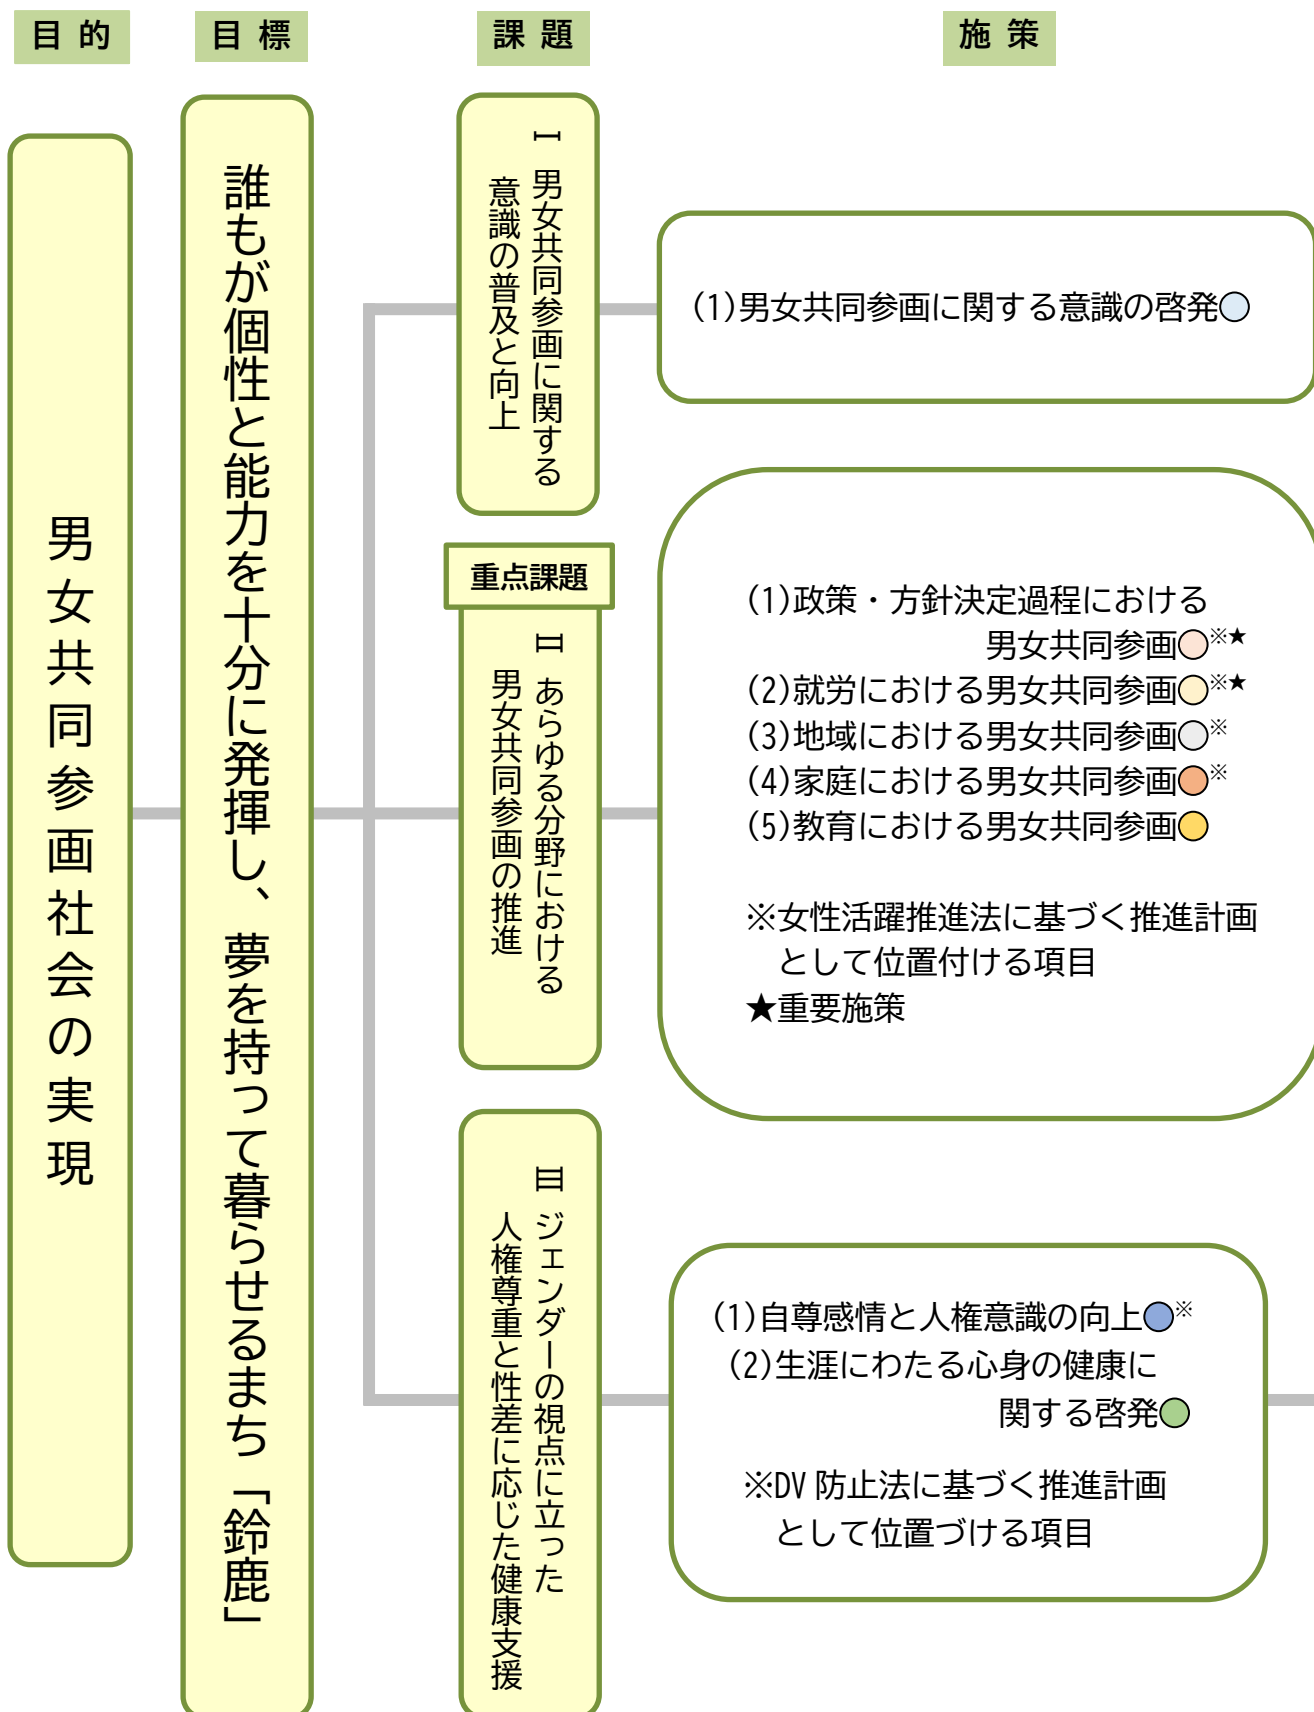 目的
目標
課題
施策
男女共同参画社会の実現
誰もが個性と能力を十分に発揮し、夢を持って暮らせるまち「鈴鹿」
Ⅰ 男女共同参画に関する
意識の普及と向上
(1)男女共同参画に関する意識の啓発
重点課題
Ⅱ あらゆる分野における
男女共同参画の推進
(1)政策・方針決定過程における
男女共同参画※★
(2)就労における男女共同参画※★
(3)地域における男女共同参画※
(4)家庭における男女共同参画※
(5)教育における男女共同参画
※女性活躍推進法に基づく推進計画
として位置付ける項目
★重要施策
Ⅲ ジェンダーの視点に立った
人権尊重と性差に応じた健康支援
(1)自尊感情と人権意識の向上※
(2)生涯にわたる心身の健康に
関する啓発
※DV防止法に基づく推進計画
として位置づける項目